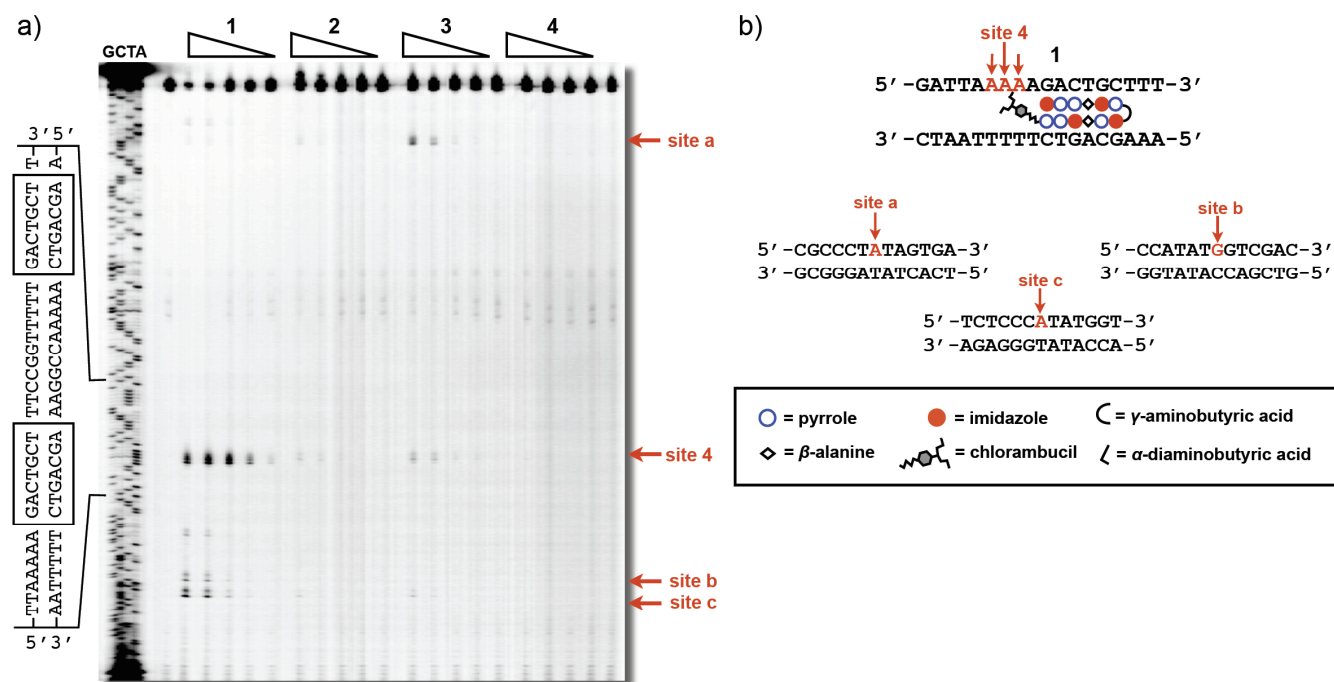 a)
1 2 3 4
GCTA
3'5'
T-A
GACTGCT
CTGACGA
TTCCGGTTTTT
AAGGCCAAAAA
GACTGCT
CTGACGA
TTAAAAA
AATTTTT
5'3'
site a
site 4
site b
site c
b)
site 4
1
5'-GATTAAAAAGACTGCTTT-3'
3'-CTAATTTTTCTGACGAAA-5'
site a
5'-CGCCCTATAGTGA-3'
3'-GCGGGATATCACT-5'
site b
5'-CCATATGGTCGAC-3'
3'-GGTATACCAGCTG-5'
site c
5'-TCTCCCATATGGT-3'
3'-AGAGGGTATACCA-5'
= pyrrole
= imidazole
= γ-aminobutyric acid
= β-alanine
= chlorambucil
= α-diaminobutyric acid